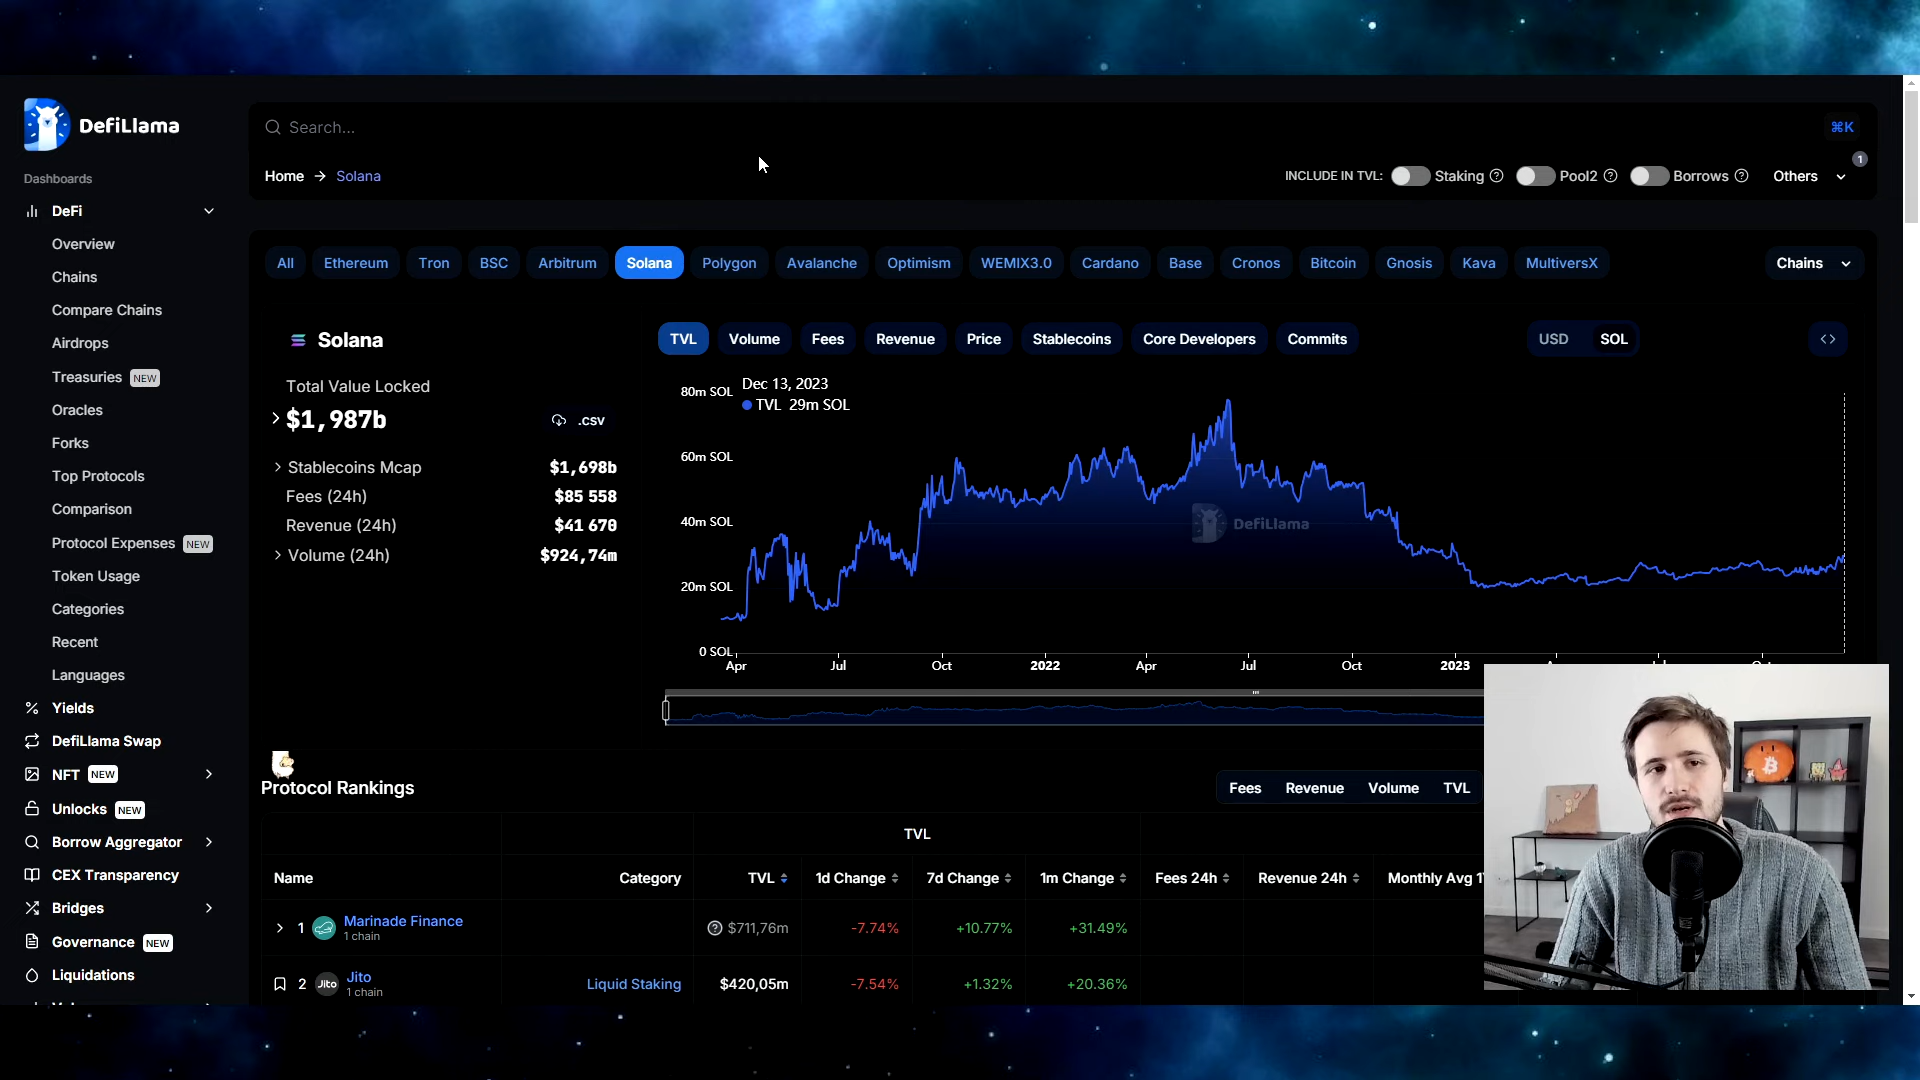 DefiLlama
Search...
⌘K
Home → Solana
INCLUDE IN TVL: Staking Pool2 Borrows Others
1
Dashboards
DeFi
Overview
Chains
Compare Chains
Airdrops
Treasuries NEW
Oracles
Forks
Top Protocols
Comparison
Protocol Expenses NEW
Token Usage
Categories
Recent
Languages
Yields
DefiLlama Swap
NFT NEW
Unlocks NEW
Borrow Aggregator
CEX Transparency
Bridges
Governance NEW
Liquidations
All Ethereum Tron BSC Arbitrum Solana Polygon Avalanche Optimism WEMIX3.0 Cardano Base Cronos Bitcoin Gnosis Kava MultiversX Chains
Solana
Total Value Locked
$1,987b
.csv
Stablecoins Mcap $1,698b
Fees (24h) $85 558
Revenue (24h) $41 670
Volume (24h) $924,74m
TVL Volume Fees Revenue Price Stablecoins Core Developers Commits USD SOL
Dec 13, 2023
TVL 29m SOL
80m SOL
60m SOL
40m SOL
20m SOL
0 SOL
DefiLlama
Apr Jul Oct 2022 Apr Jul Oct 2023
Protocol Rankings
Fees Revenue Volume TVL
TVL
Name Category TVL 1d Change 7d Change 1m Change Fees 24h Revenue 24h Monthly Avg
1 Marinade Finance $711,76m -7.74% +10.77% +31.49%
1 chain
2 Jito Jito Liquid Staking $420,05m -7.54% +1.32% +20.36%
1 chain